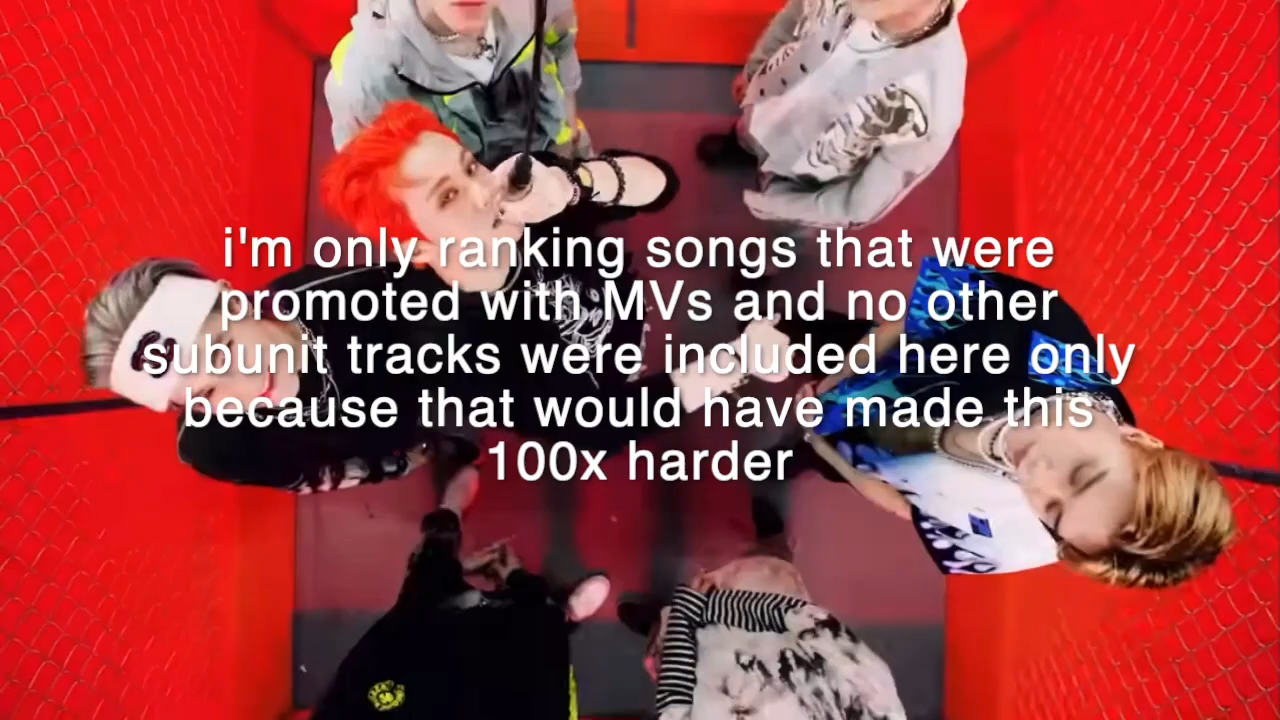 i'm only ranking songs that were
promoted with MVs and no other
subunit tracks were included here only
because that would have made this
100x harder